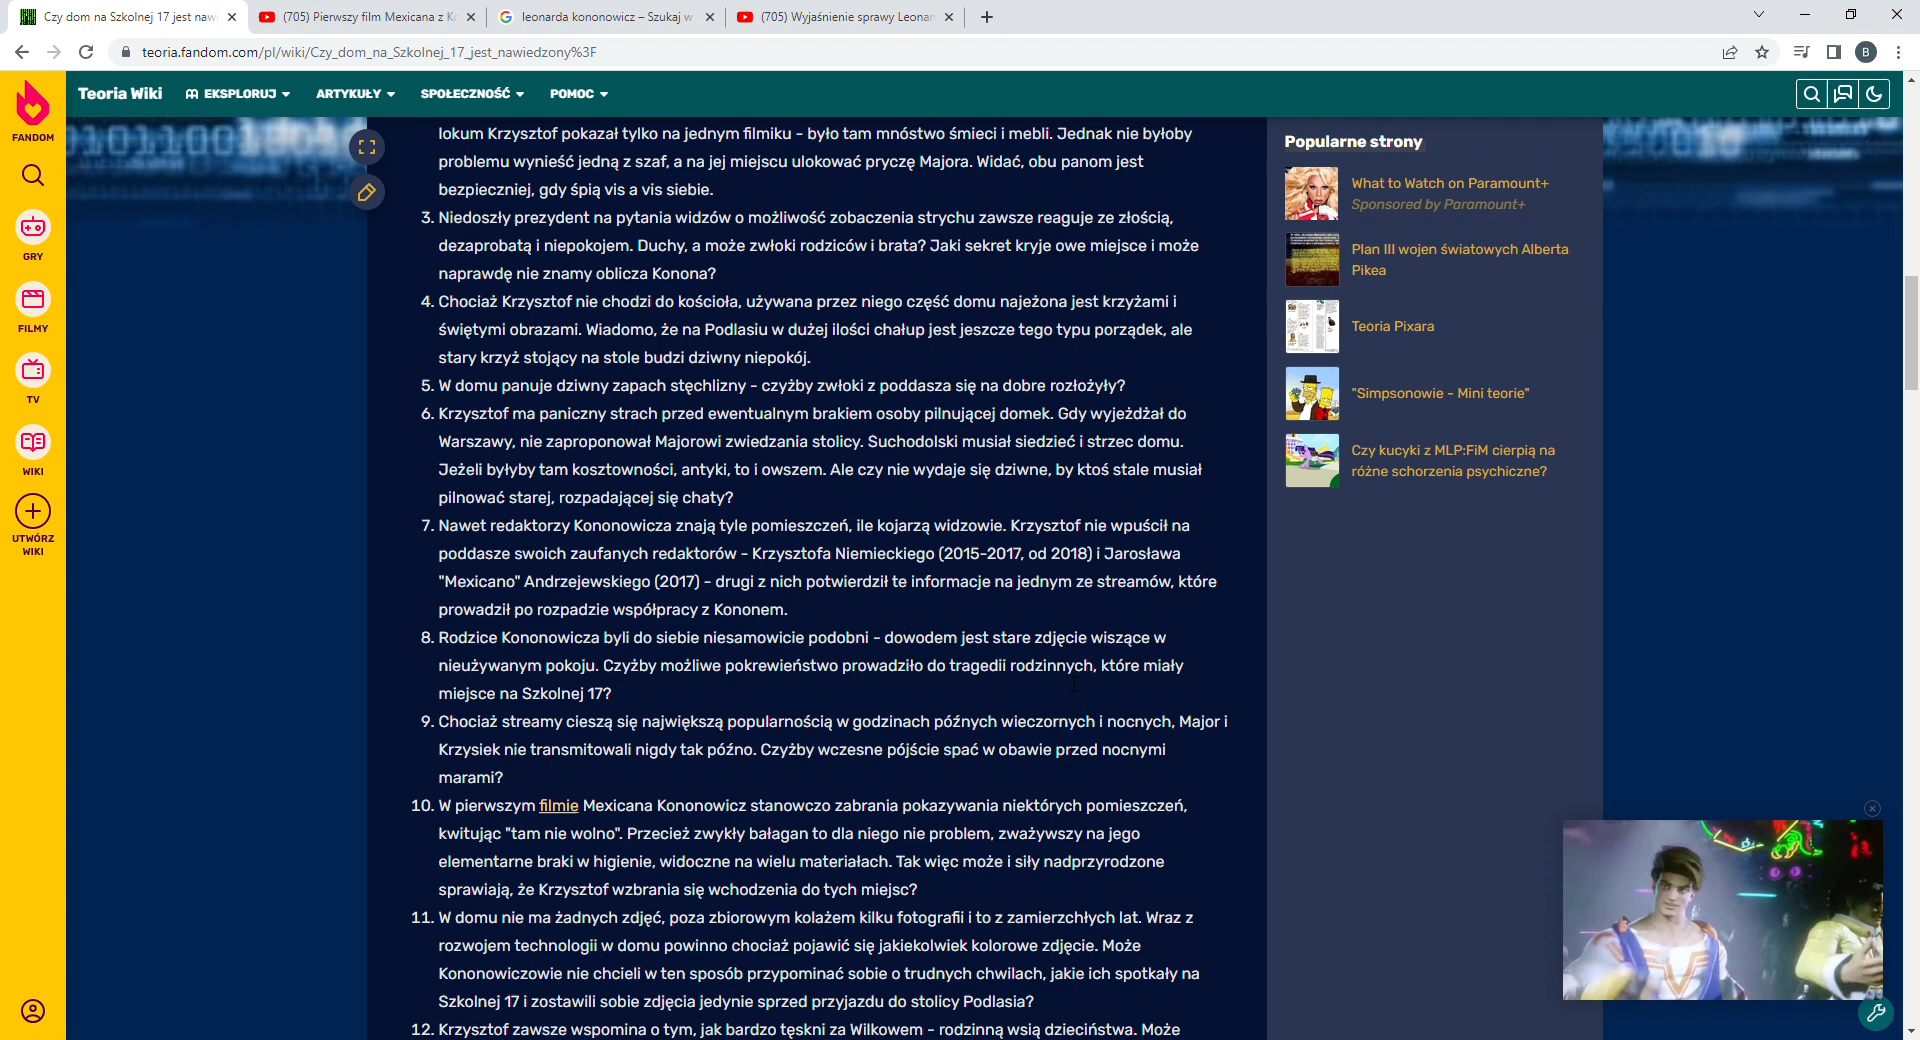 Czy dom na Szkolnej 17 jest naw
(705) Pierwszy film Mexicana z Ko
leonarda kononowicz – Szukaj w
(705) Wyjaśnienie sprawy Leonar
teoria.fandom.com/pl/wiki/Czy_dom_na_Szkolnej_17_jest_nawiedzony%3F
B
Teoria Wiki
EKSPLORUJ
ARTYKUŁY
SPOŁECZNOŚĆ
POMOC
FANDOM
GRY
FILMY
TV
WIKI
UTWÓRZ
WIKI
lokum Krzysztof pokazał tylko na jednym filmiku - było tam mnóstwo śmieci i mebli. Jednak nie byłoby
problemu wynieść jedną z szaf, a na jej miejscu ulokować pryczę Majora. Widać, obu panom jest
bezpieczniej, gdy śpią vis a vis siebie.
3. Niedoszły prezydent na pytania widzów o możliwość zobaczenia strychu zawsze reaguje ze złością,
dezaprobatą i niepokojem. Duchy, a może zwłoki rodziców i brata? Jaki sekret kryje owe miejsce i może
naprawdę nie znamy oblicza Konona?
4. Chociaż Krzysztof nie chodzi do kościoła, używana przez niego część domu najeżona jest krzyżami i
świętymi obrazami. Wiadomo, że na Podlasiu w dużej ilości chałup jest jeszcze tego typu porządek, ale
stary krzyż stojący na stole budzi dziwny niepokój.
5. W domu panuje dziwny zapach stęchlizny - czyżby zwłoki z poddasza się na dobre rozłożyły?
6. Krzysztof ma paniczny strach przed ewentualnym brakiem osoby pilnującej domek. Gdy wyjeżdżał do
Warszawy, nie zaproponował Majorowi zwiedzania stolicy. Suchodolski musiał siedzieć i strzec domu.
Jeżeli byłyby tam kosztowności, antyki, to i owszem. Ale czy nie wydaje się dziwne, by ktoś stale musiał
pilnować starej, rozpadającej się chaty?
7. Nawet redaktorzy Kononowicza znają tyle pomieszczeń, ile kojarzą widzowie. Krzysztof nie wpuścił na
poddasze swoich zaufanych redaktorów - Krzysztofa Niemieckiego (2015-2017, od 2018) i Jarosława
"Mexicano" Andrzejewskiego (2017) - drugi z nich potwierdził te informacje na jednym ze streamów, które
prowadził po rozpadzie współpracy z Kononem.
8. Rodzice Kononowicza byli do siebie niesamowicie podobni - dowodem jest stare zdjęcie wiszące w
nieużywanym pokoju. Czyżby możliwe pokrewieństwo prowadziło do tragedii rodzinnych, które miały
miejsce na Szkolnej 17?
9. Chociaż streamy cieszą się największą popularnością w godzinach późnych wieczornych i nocnych, Major i
Krzysiek nie transmitowali nigdy tak późno. Czyżby wczesne pójście spać w obawie przed nocnymi
marami?
10. W pierwszym filmie Mexicana Kononowicz stanowczo zabrania pokazywania niektórych pomieszczeń,
kwitując "tam nie wolno". Przecież zwykły bałagan to dla niego nie problem, zważywszy na jego
elementarne braki w higienie, widoczne na wielu materiałach. Tak więc może i siły nadprzyrodzone
sprawiają, że Krzysztof wzbrania się wchodzenia do tych miejsc?
11. W domu nie ma żadnych zdjęć, poza zbiorowym kolażem kilku fotografii i to z zamierzchłych lat. Wraz z
rozwojem technologii w domu powinno chociaż pojawić się jakiekolwiek kolorowe zdjęcie. Może
Kononowiczowie nie chcieli w ten sposób przypominać sobie o trudnych chwilach, jakie ich spotkały na
Szkolnej 17 i zostawili sobie zdjęcia jedynie sprzed przyjazdu do stolicy Podlasia?
12. Krzysztof zawsze wspomina o tym, jak bardzo tęskni za Wilkowem - rodzinną wsią dzieciństwa. Może
Popularne strony
What to Watch on Paramount+
Sponsored by Paramount+
Plan III wojen światowych Alberta
Pikea
Teoria Pixara
"Simpsonowie - Mini teorie"
Czy kucyki z MLP:FiM cierpią na
różne schorzenia psychiczne?